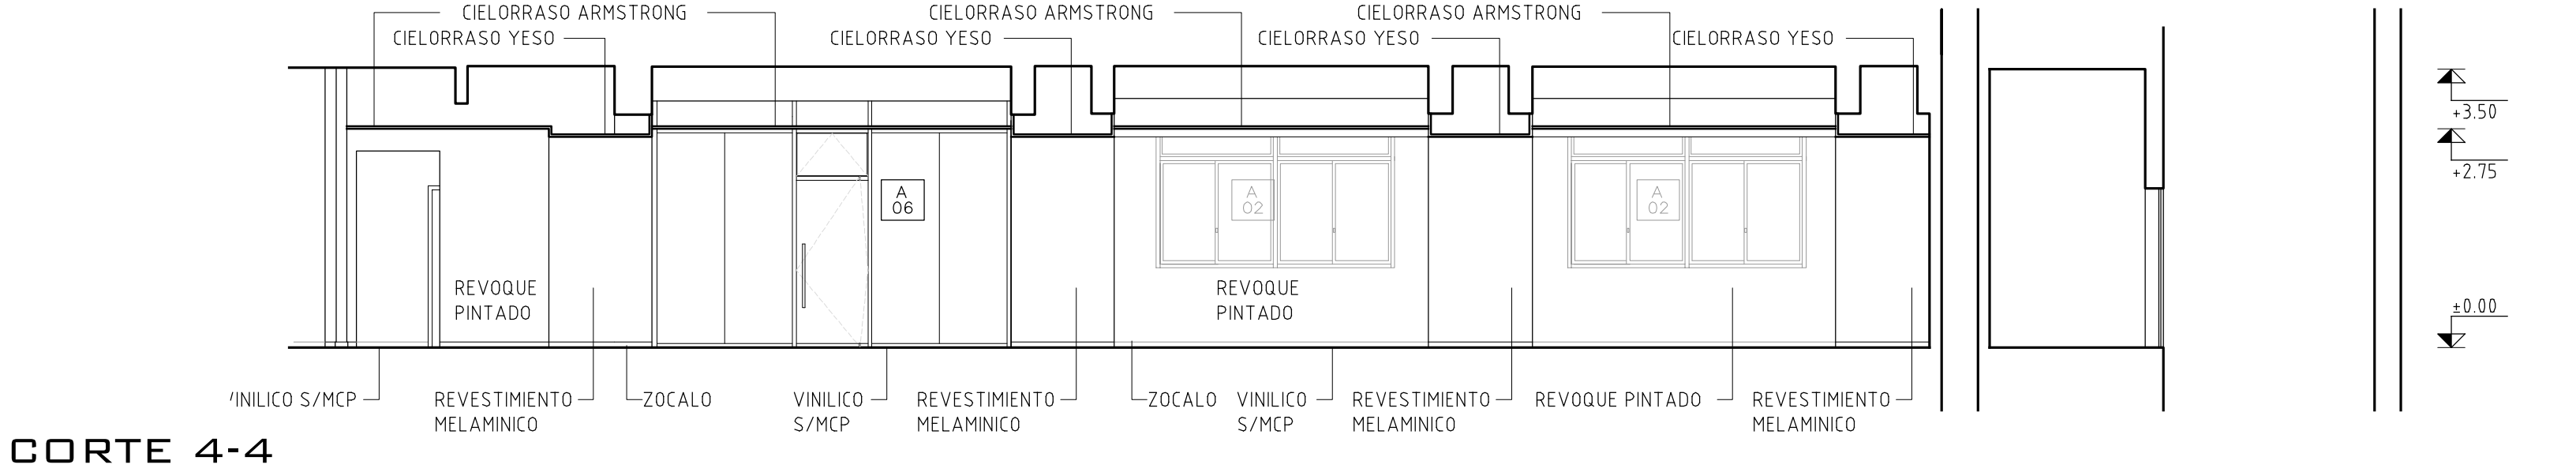 CIELORRASO ARMSTRONG
CIELORRASO ARMSTRONG
CIELORRASO ARMSTRONG
CIELORRASO YESO
CIELORRASO YESO
CIELORRASO YESO
CIELORRASO YESO
+3.50
+2.75
A
06
A
02
A
02
REVOQUE
PINTADO
REVOQUE
PINTADO
±0.00
VINILICO S/MCP
REVESTIMIENTO
MELAMINICO
ZOCALO
VINILICO
S/MCP
REVESTIMIENTO
MELAMINICO
ZOCALO
VINILICO
S/MCP
REVESTIMIENTO
MELAMINICO
REVOQUE PINTADO
REVESTIMIENTO
MELAMINICO
CORTE 4-4